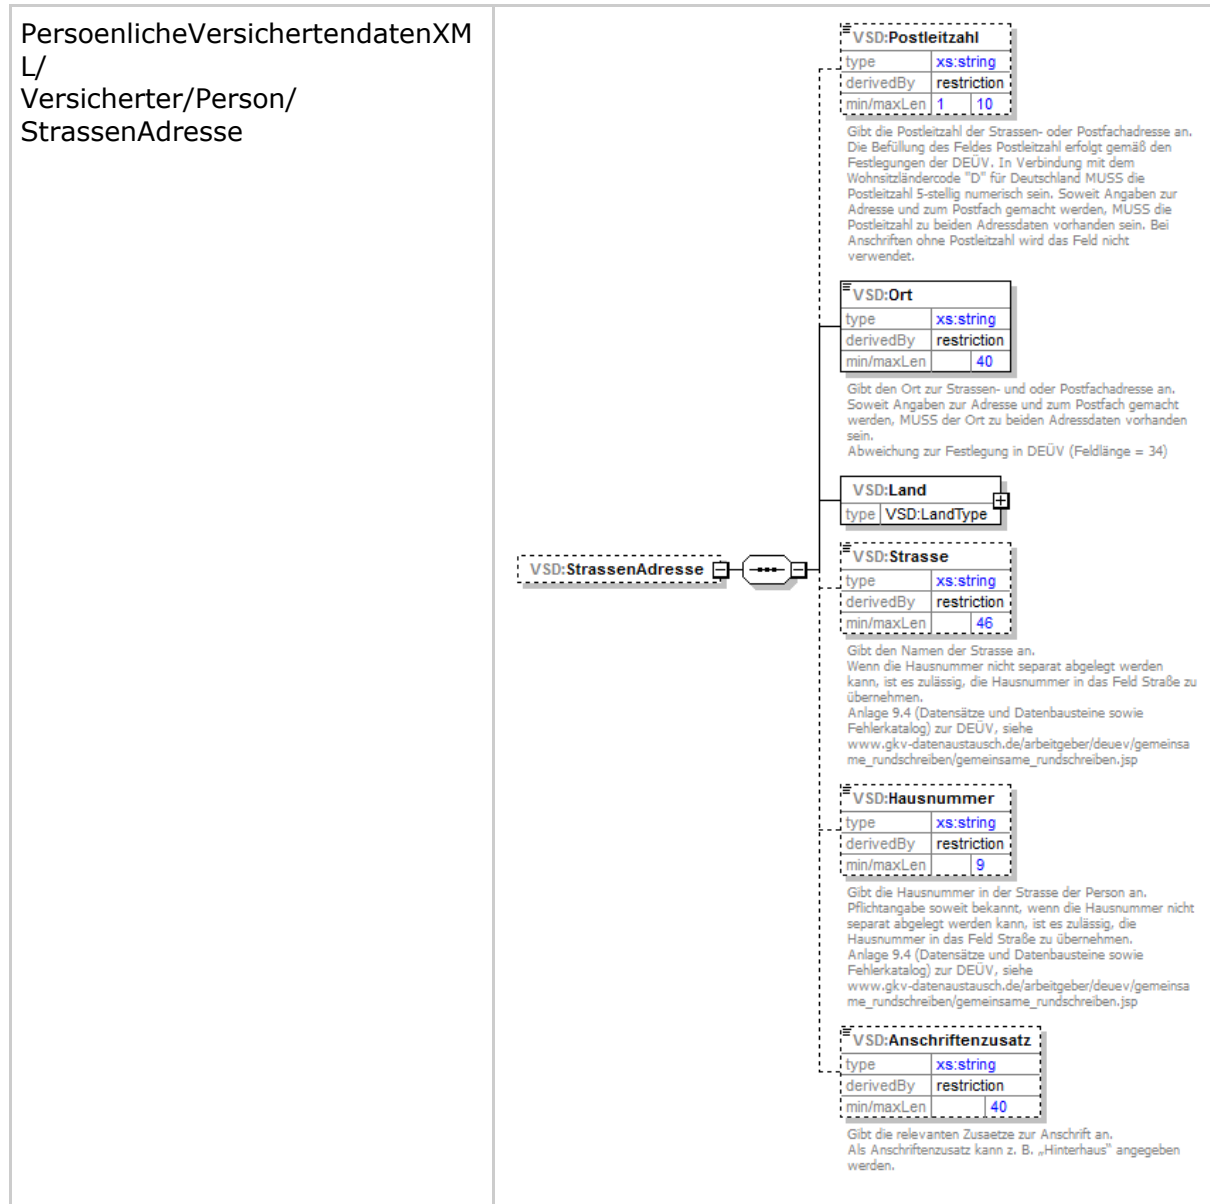 PersoenlicheVersichertendatenXM
L/
Versicherter/Person/
StrassenAdresse
VSD:StrassenAdresse
VSD:Postleitzahl
type xs:string
derivedBy restriction
min/maxLen 1 10
Gibt die Postleitzahl der Strassen- oder Postfachadresse an.
Die Befüllung des Feldes Postleitzahl erfolgt gemäß den
Festlegungen der DEÜV. In Verbindung mit dem
Wohnsitzländercode "D" für Deutschland MUSS die
Postleitzahl 5-stellig numerisch sein. Soweit Angaben zur
Adresse und zum Postfach gemacht werden, MUSS die
Postleitzahl zu beiden Adressdaten vorhanden sein. Bei
Anschriften ohne Postleitzahl wird das Feld nicht
verwendet.
VSD:Ort
type xs:string
derivedBy restriction
min/maxLen 40
Gibt den Ort zur Strassen- und oder Postfachadresse an.
Soweit Angaben zur Adresse und zum Postfach gemacht
werden, MUSS der Ort zu beiden Adressdaten vorhanden
sein.
Abweichung zur Festlegung in DEÜV (Feldlänge = 34)
VSD:Land
type VSD:LandType
VSD:Strasse
type xs:string
derivedBy restriction
min/maxLen 46
Gibt den Namen der Strasse an.
Wenn die Hausnummer nicht separat abgelegt werden
kann, ist es zulässig, die Hausnummer in das Feld Straße zu
übernehmen.
Anlage 9.4 (Datensätze und Datenbausteine sowie
Fehlerkatalog) zur DEÜV, siehe
www.gkv-datenaustausch.de/arbeitgeber/deuev/gemeinsa
me_rundschreiben/gemeinsame_rundschreiben.jsp
VSD:Hausnummer
type xs:string
derivedBy restriction
min/maxLen 9
Gibt die Hausnummer in der Strasse der Person an.
Pflichtangabe soweit bekannt, wenn die Hausnummer nicht
separat abgelegt werden kann, ist es zulässig, die
Hausnummer in das Feld Straße zu übernehmen.
Anlage 9.4 (Datensätze und Datenbausteine sowie
Fehlerkatalog) zur DEÜV, siehe
www.gkv-datenaustausch.de/arbeitgeber/deuev/gemeinsa
me_rundschreiben/gemeinsame_rundschreiben.jsp
VSD:Anschriftenzusatz
type xs:string
derivedBy restriction
min/maxLen 40
Gibt die relevanten Zusaetze zur Anschrift an.
Als Anschriftenzusatz kann z. B. „Hinterhaus" angegeben
werden.